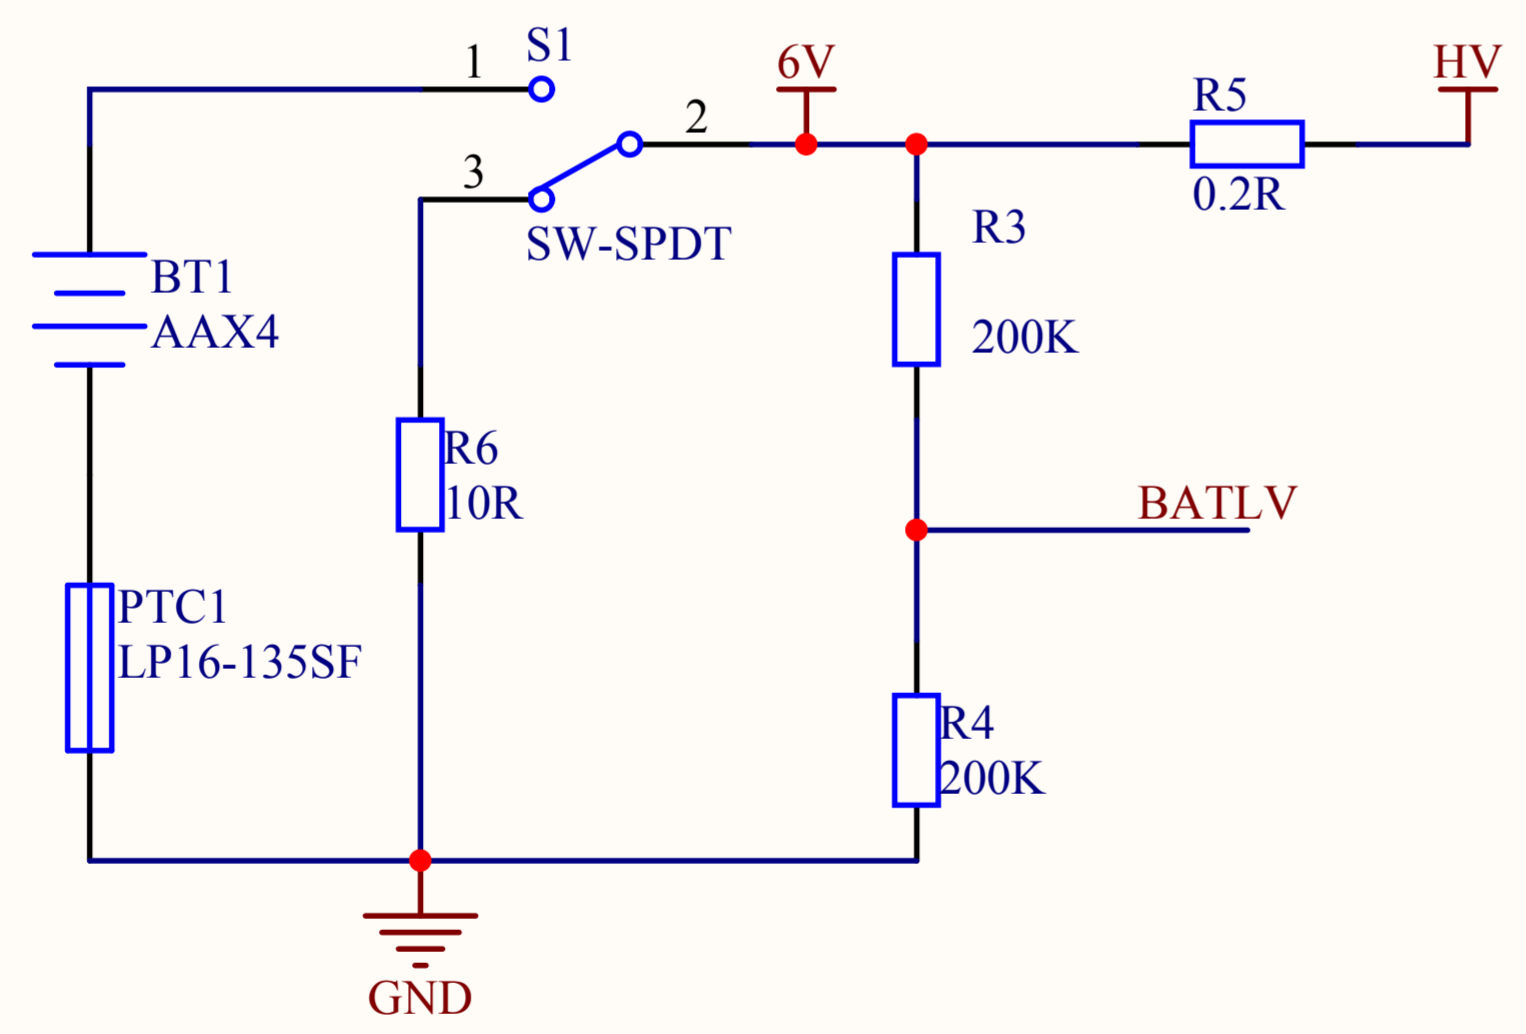 S1
1
6V
HV
R5
2
3
0.2R
R3
SW-SPDT
BT1
AAX4
200K
R6
10R
BATLV
PTC1
LP16-135SF
R4
200K
GND